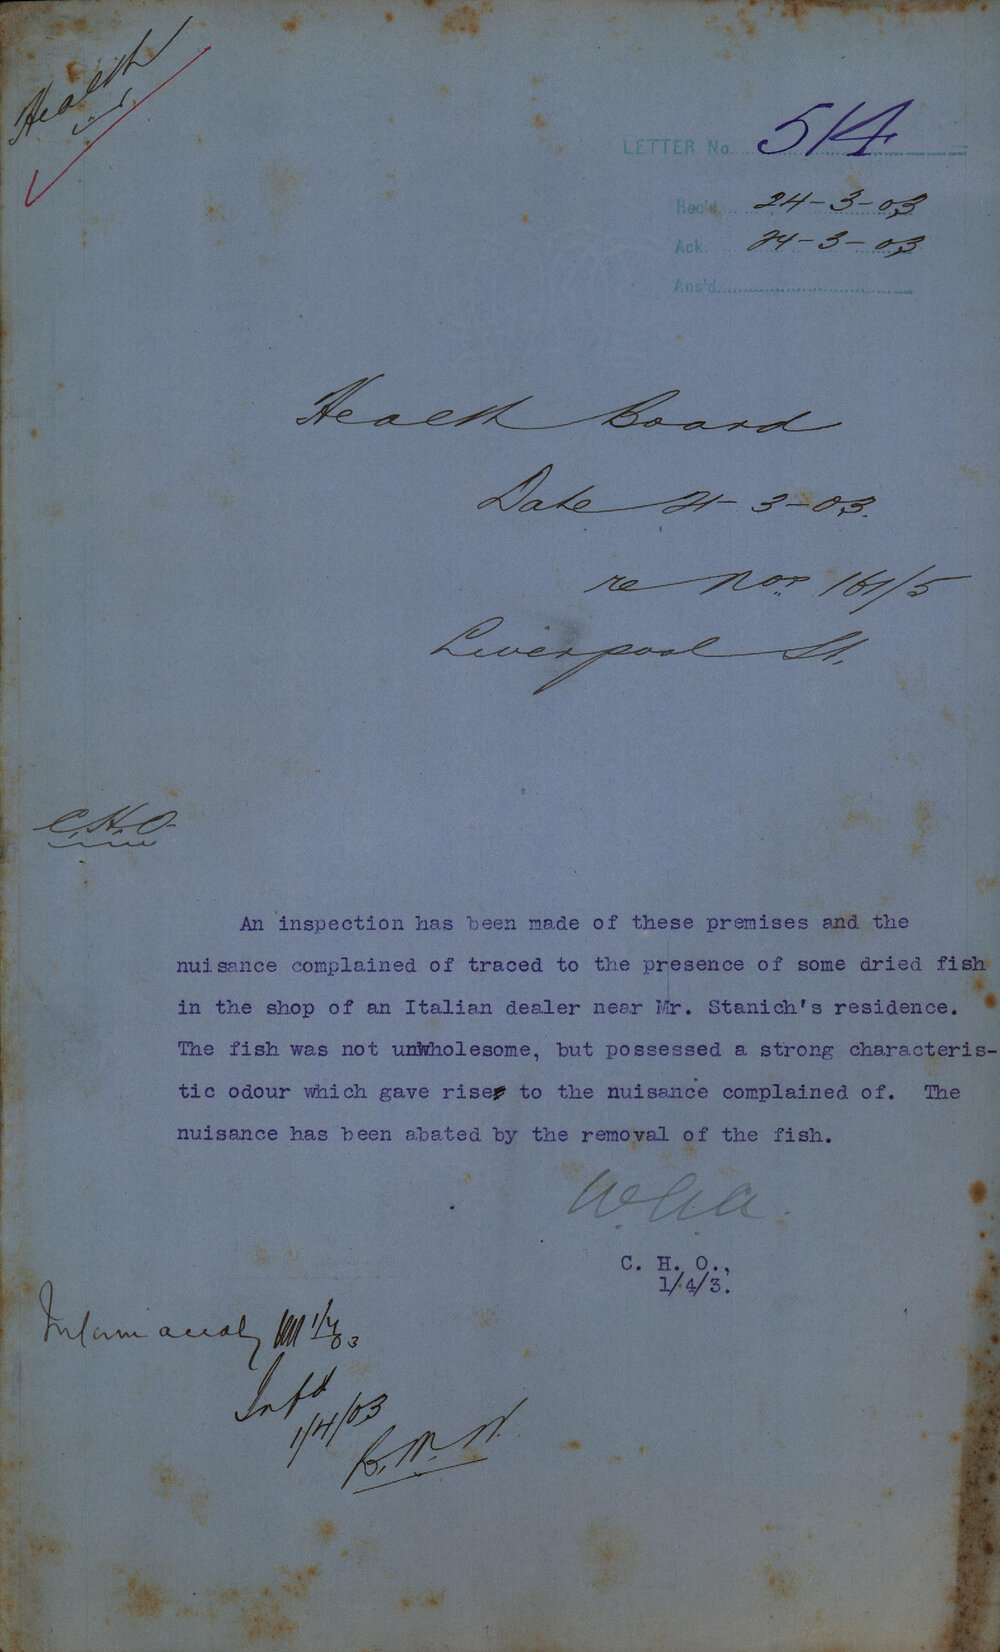 Health
LETTER No. 514
Rec'd. 24-3-03
Ack. 24-3-03
Ans'd.
Health Board
Date 21-3-03.
re Nos. 161/5
Liverpool St.
C.H.O.
An inspection has been made of these premises and the
nuisance complained of traced to the presence of some dried fish
in the shop of an Italian dealer near Mr. Stanich's residence.
The fish was not unwholesome, but possessed a strong characteris-
tic odour which gave rise to the nuisance complained of. The
nuisance has been abated by the removal of the fish.
W.G.A.
C. H. O.,
1/4/3.
Inform accordly 1/4/03
Infd
1/4/03